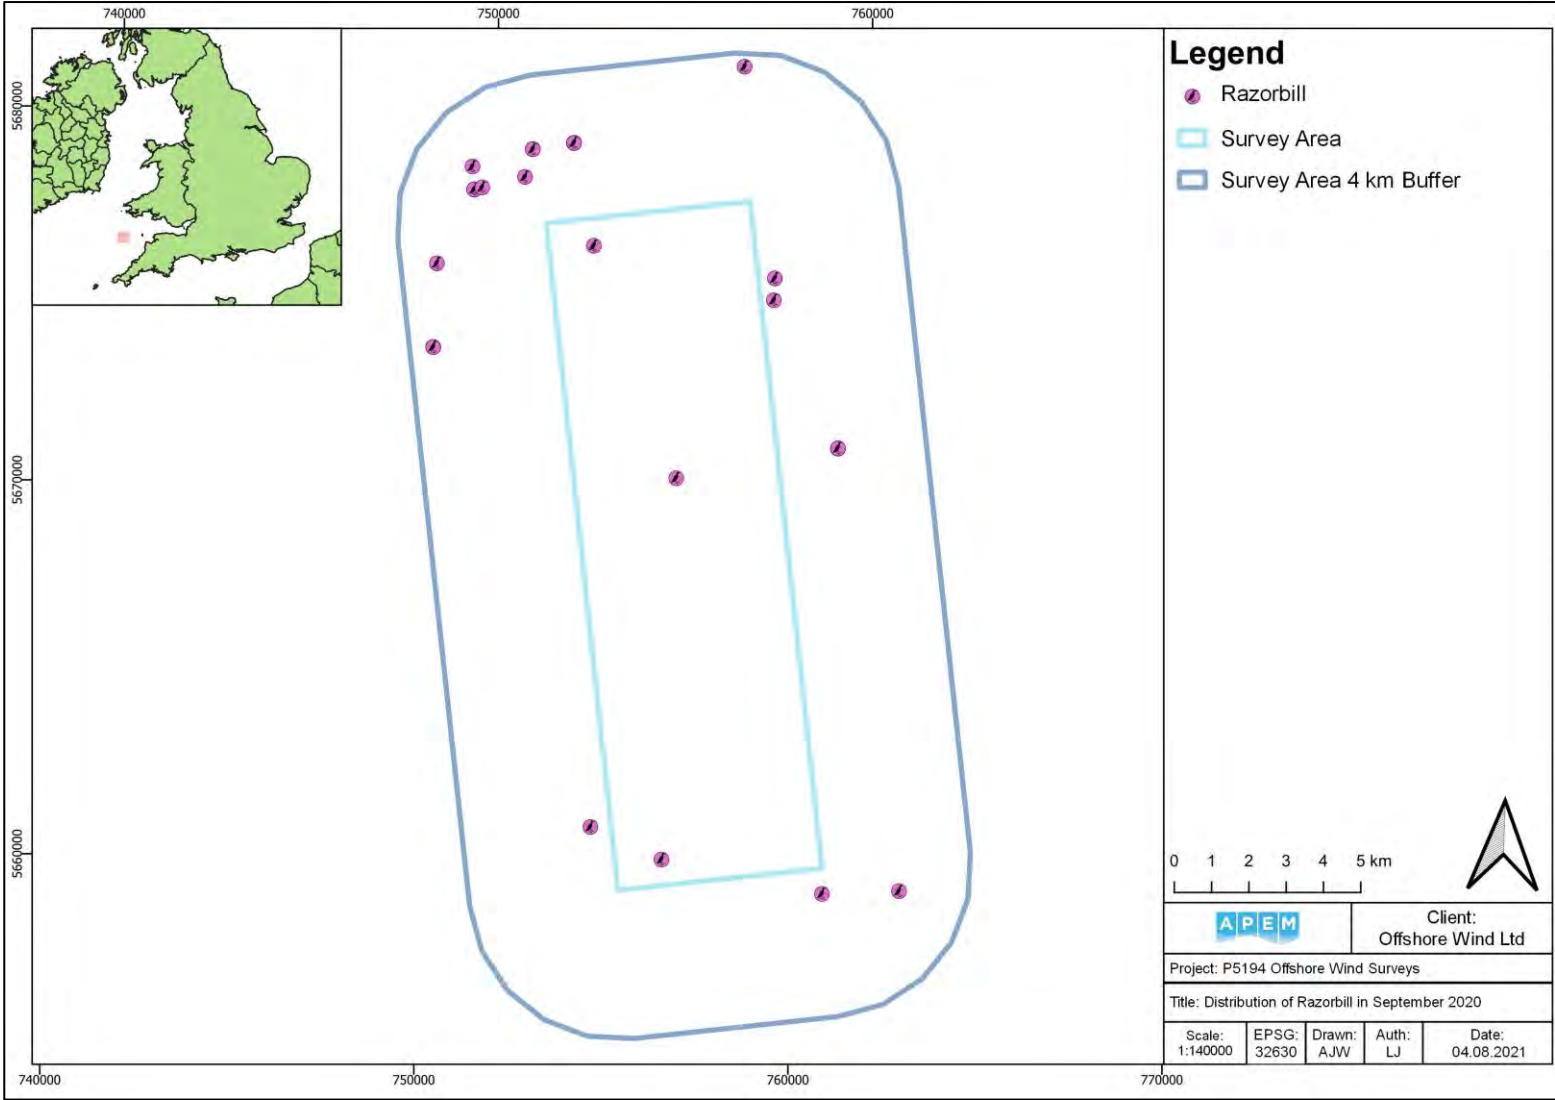 740000
750000
760000
5680000
5670000
5660000
740000
750000
760000
770000
Legend
Razorbill
Survey Area
Survey Area 4 km Buffer
0 1 2 3 4 5 km
APEM
Client:
Offshore Wind Ltd
Project: P5194 Offshore Wind Surveys
Title: Distribution of Razorbill in September 2020
Scale:
1:140000
EPSG:
32630
Drawn:
AJW
Auth:
LJ
Date:
04.08.2021